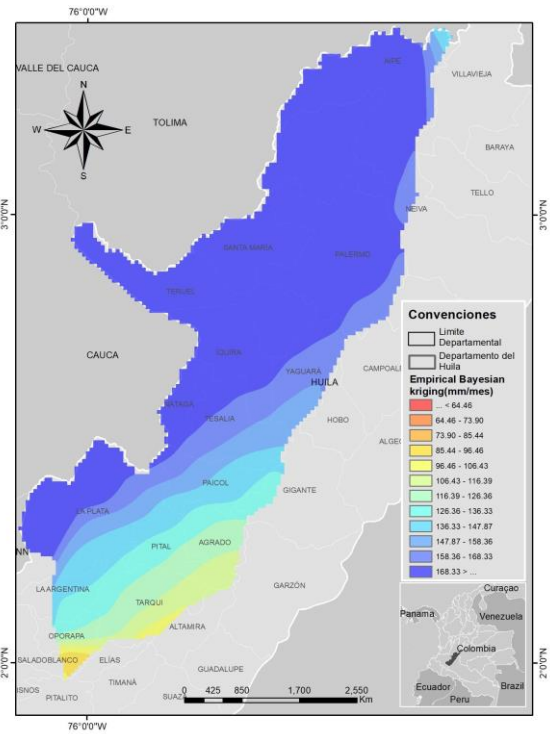 76°0'0"W
VALLE DEL CAUCA
N
W
E
S
TOLIMA
AIPE
VILLAVIEJA
BARAYA
TELLO
3°0'0"N
3°0'0"N
NEIVA
SANTA MARIA
PALERMO
TERUEL
CAUCA
IQUIRA
YAGUARÁ
HUILA
CAMPOAL
NATAGA
TESALIA
HOBO
ALGEC
PAICOL
GIGANTE
LA PLATA
NN
PITAL
AGRADO
GARZÓN
LA ARGENTINA
TARQUI
ALTAMIRA
OPORAPA
SALADOBLANCO
ELÍAS
GUADALUPE
TIMANÁ
ISNOS
PITALITO
SUAZ
2°0'0"N
2°0'0"N
Convenciones
Limite
Departamental
Departamento del
Huila
Empirical Bayesian
kriging(mm/mes)
... < 64.46
64.46 - 73.90
73.90 - 85.44
85.44 - 96.46
96.46 - 106.43
106.43 - 116.39
116.39 - 126.36
126.36 - 136.33
136.33 - 147.87
147.87 - 158.36
158.36 - 168.33
168.33 > ...
Curaçao
Panama
Venezuela
Colombia
Ecuador
Brazil
Peru
0 425 850 1,700 2,550
Km
76°0'0"W